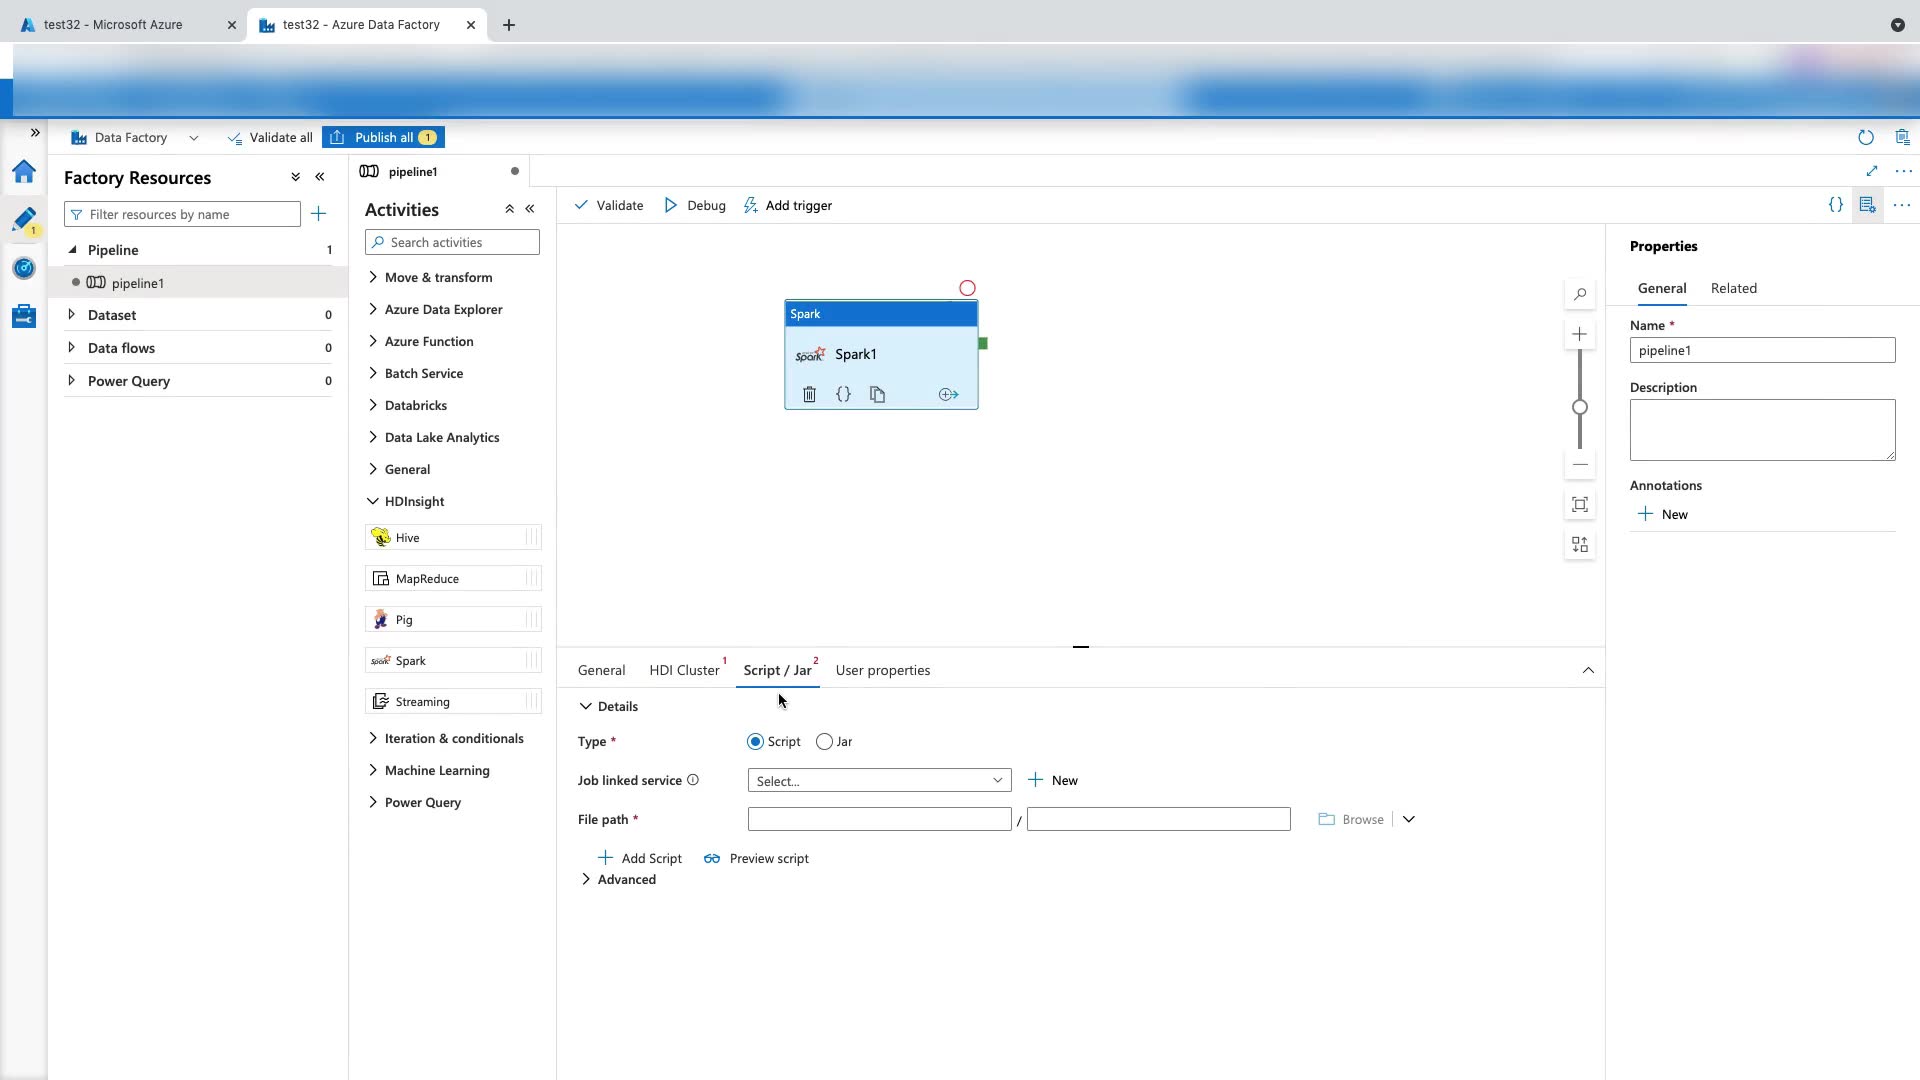 test32 - Microsoft Azure
test32 - Azure Data Factory
Data Factory
Validate all
Publish all 1
Factory Resources
Filter resources by name
Pipeline 1
pipeline1
Dataset 0
Data flows 0
Power Query 0
pipeline1
Activities
Search activities
Move & transform
Azure Data Explorer
Azure Function
Batch Service
Databricks
Data Lake Analytics
General
HDInsight
Hive
MapReduce
Pig
Spark
Streaming
Iteration & conditionals
Machine Learning
Power Query
Validate
Debug
Add trigger
Spark
Spark1
General
HDI Cluster 1
Script / Jar 2
User properties
Details
Type *
Script
Jar
Job linked service
Select...
New
File path *
/
Browse
Add Script
Preview script
Advanced
Properties
General
Related
Name *
pipeline1
Description
Annotations
New
1